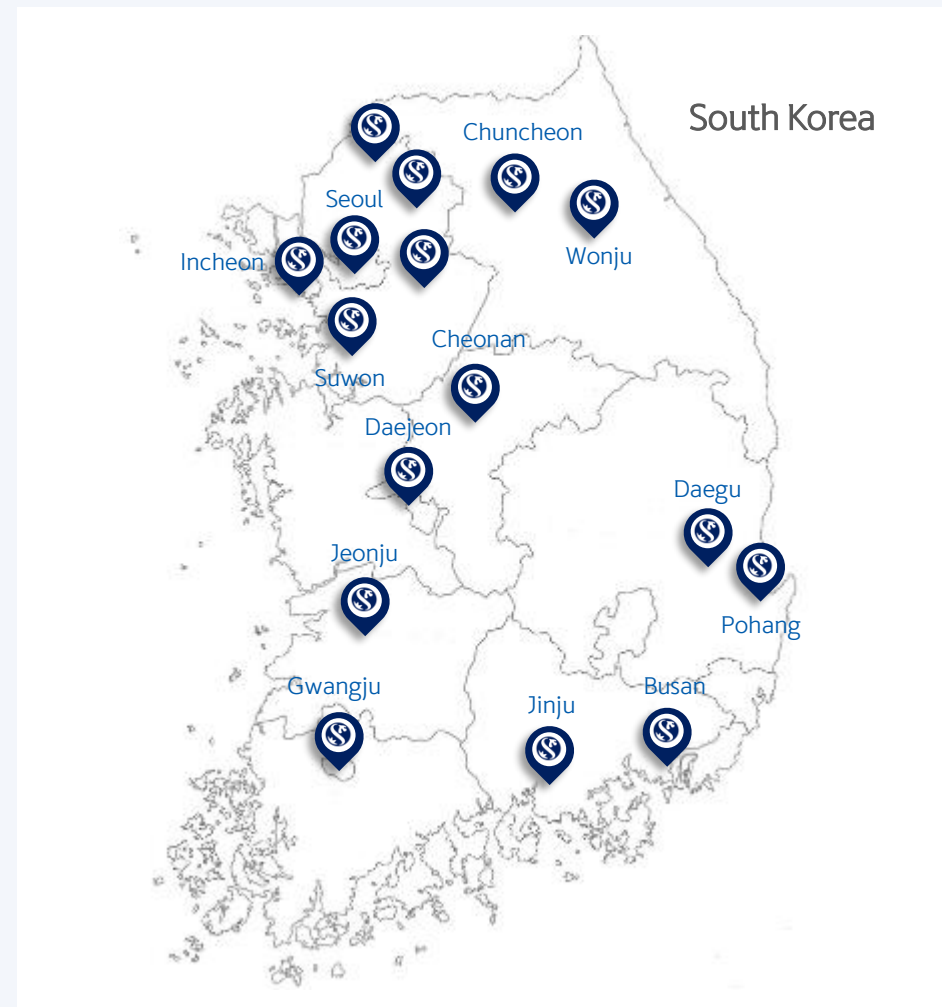 South Korea
Chuncheon
Seoul
Incheon
Wonju
Cheonan
Suwon
Daejeon
Daegu
Jeonju
Pohang
Gwangju
Busan
Jinju